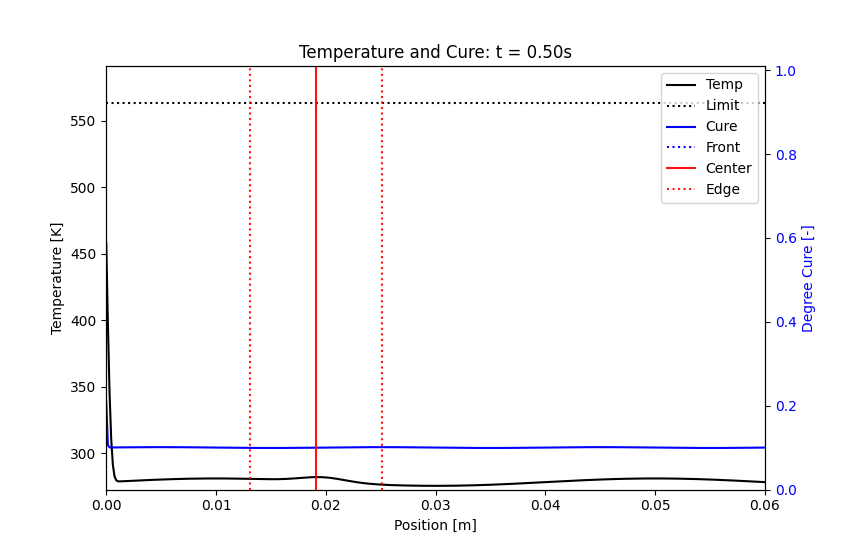 Temperature and Cure: t = 0.50s
Temperature [K]
550
500
450
400
350
300
Temp
Limit
Cure
Front
Center
Edge
1.0
0.8
0.6
0.4
0.2
0.0
Degree Cure [-]
0.00 0.01 0.02 0.03 0.04 0.05 0.06
Position [m]